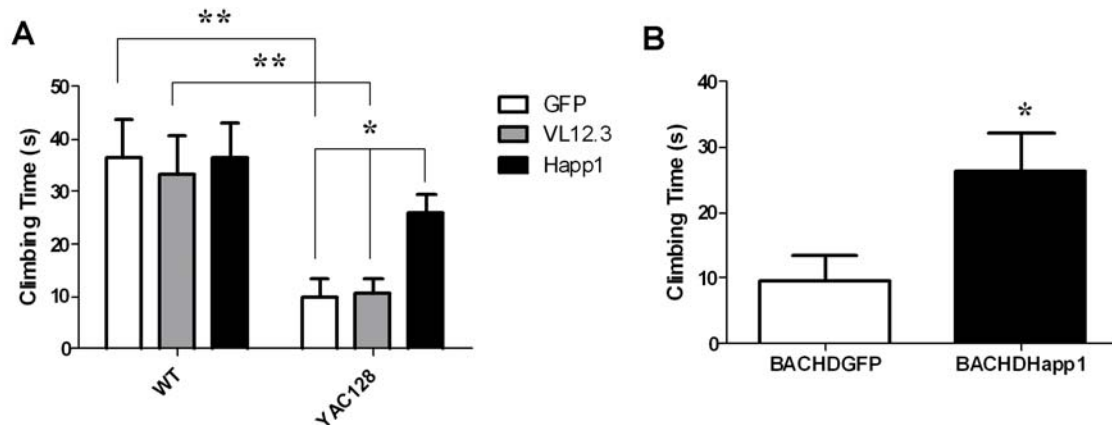 A
**
**
*
Climbing Time (s)
50
40
30
20
10
0
WT
YAC128
GFP
VL12.3
Happ1
B
*
Climbing Time (s)
40
30
20
10
0
BACHDGFP
BACHDHapp1